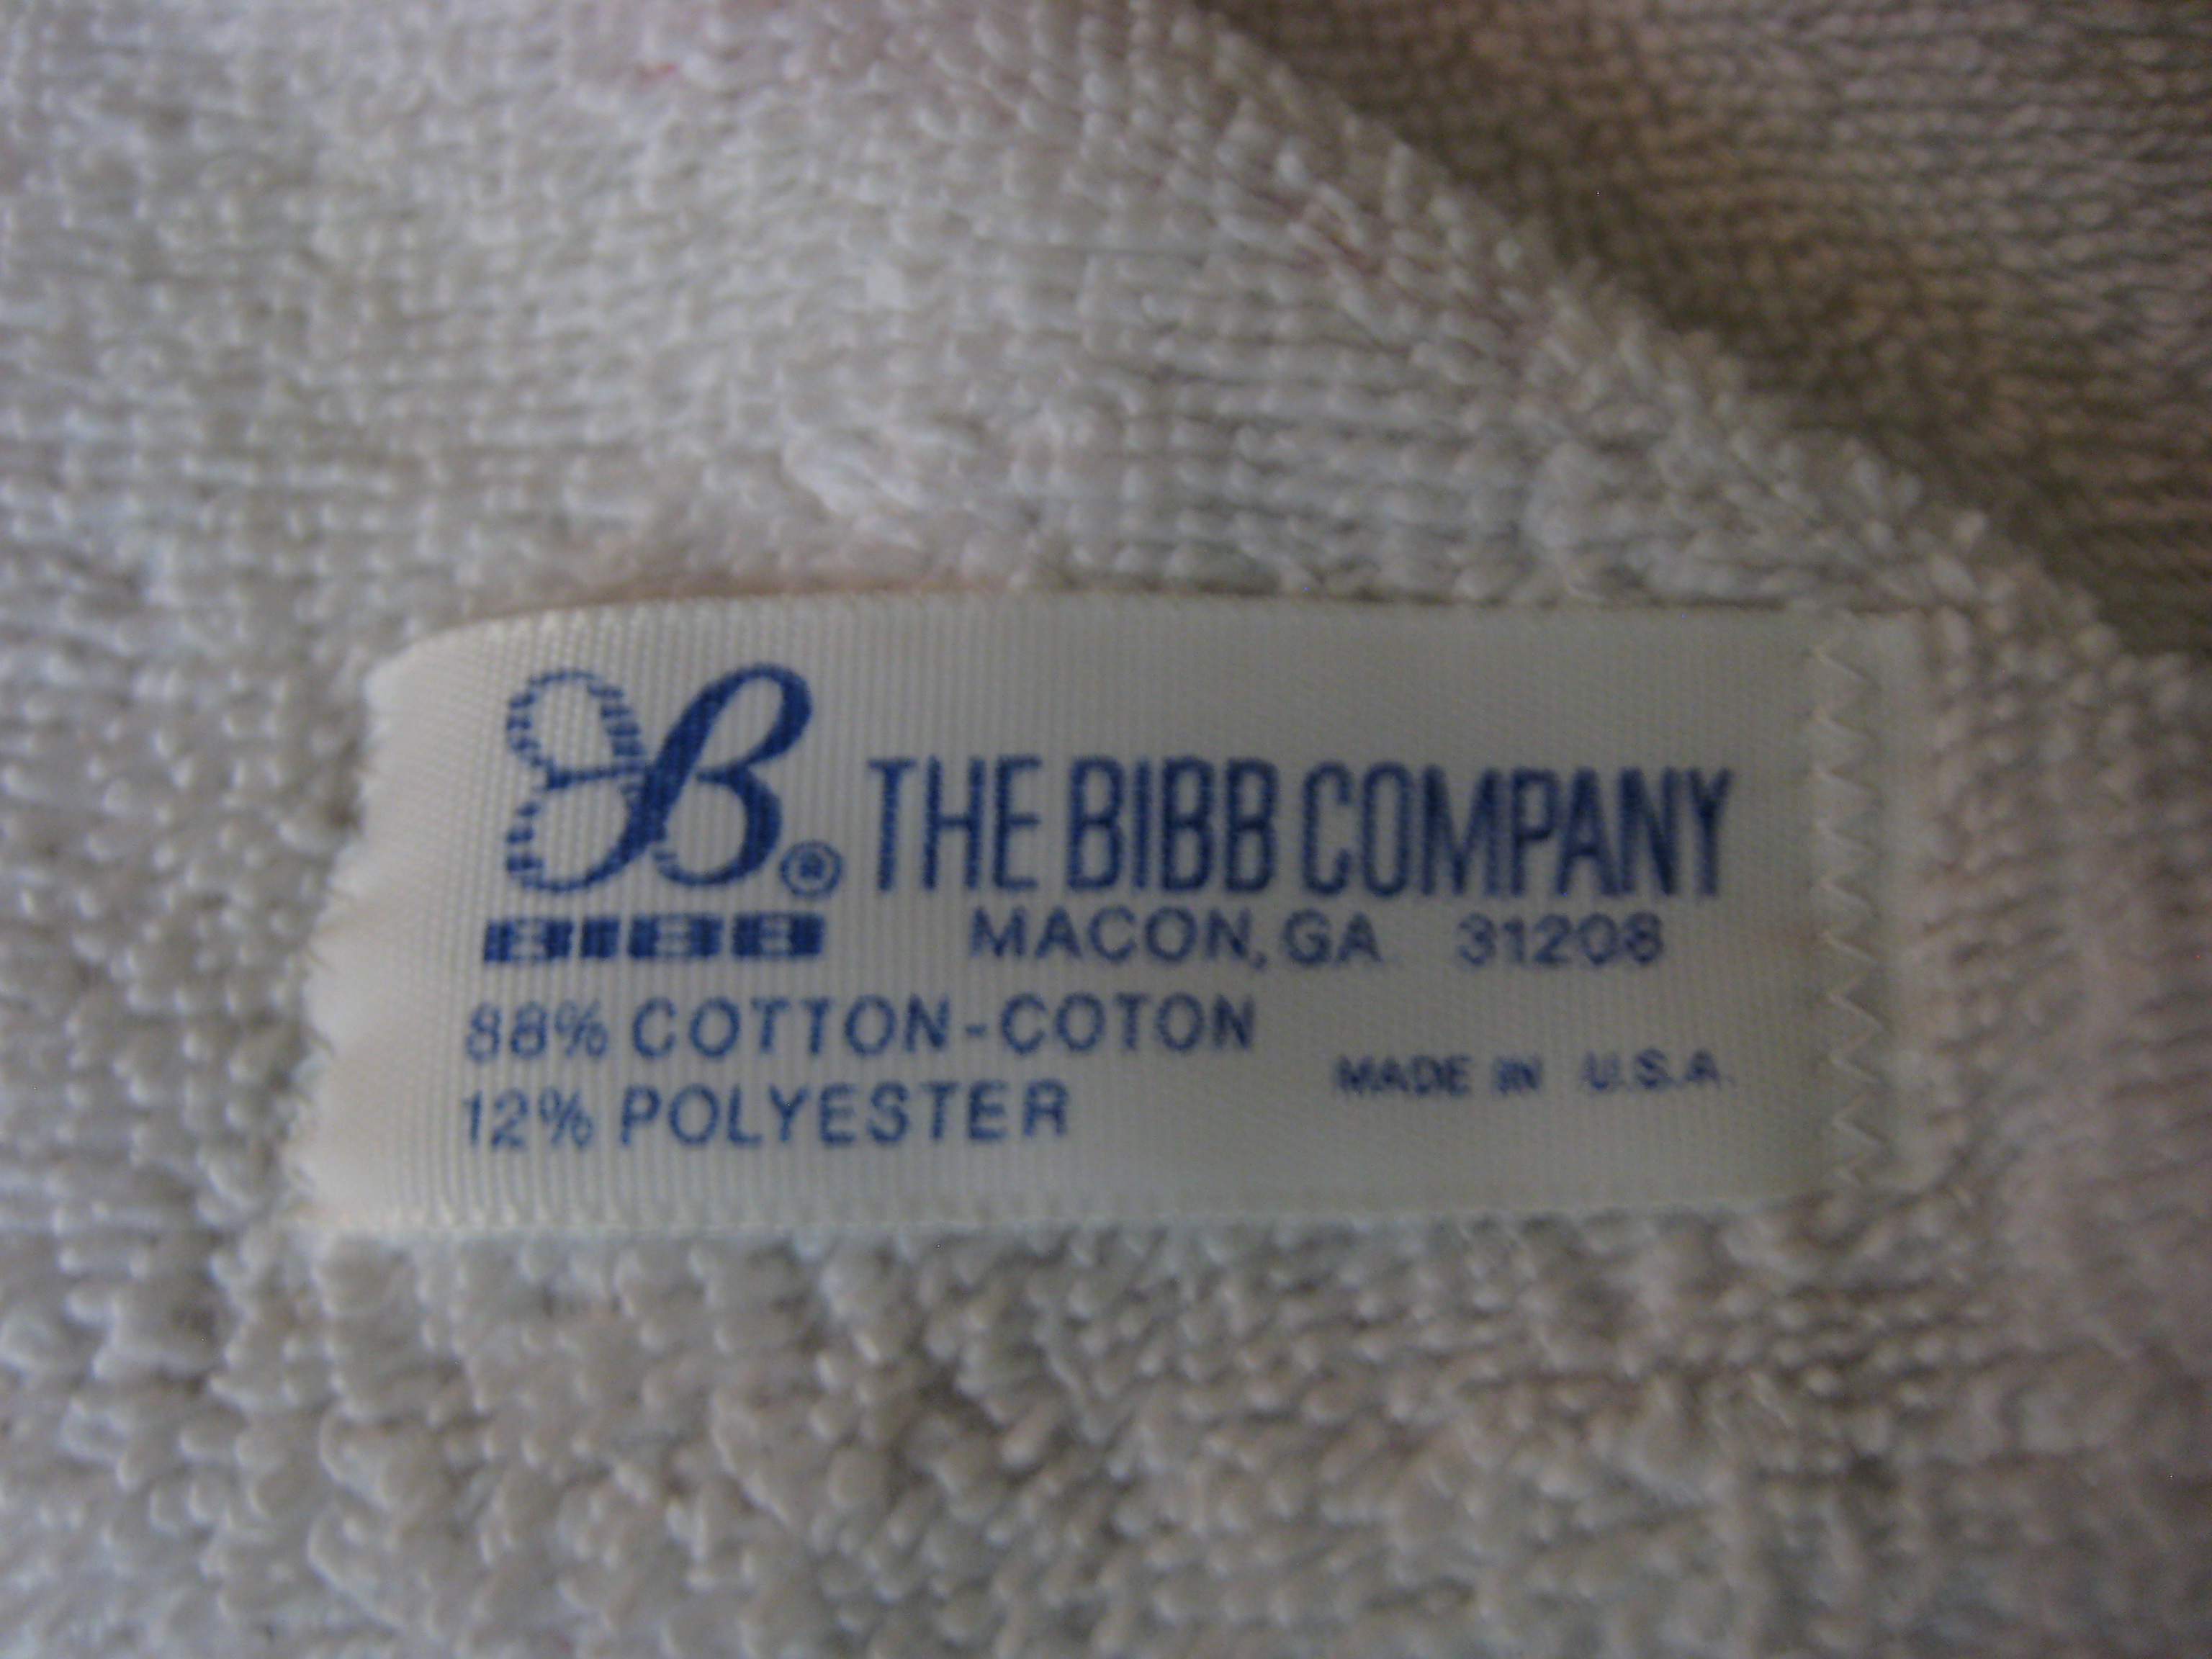 B® THE BIBB COMPANY
BIBB MACON, GA 31208
88% COTTON-COTON
12% POLYESTER
MADE IN U.S.A.